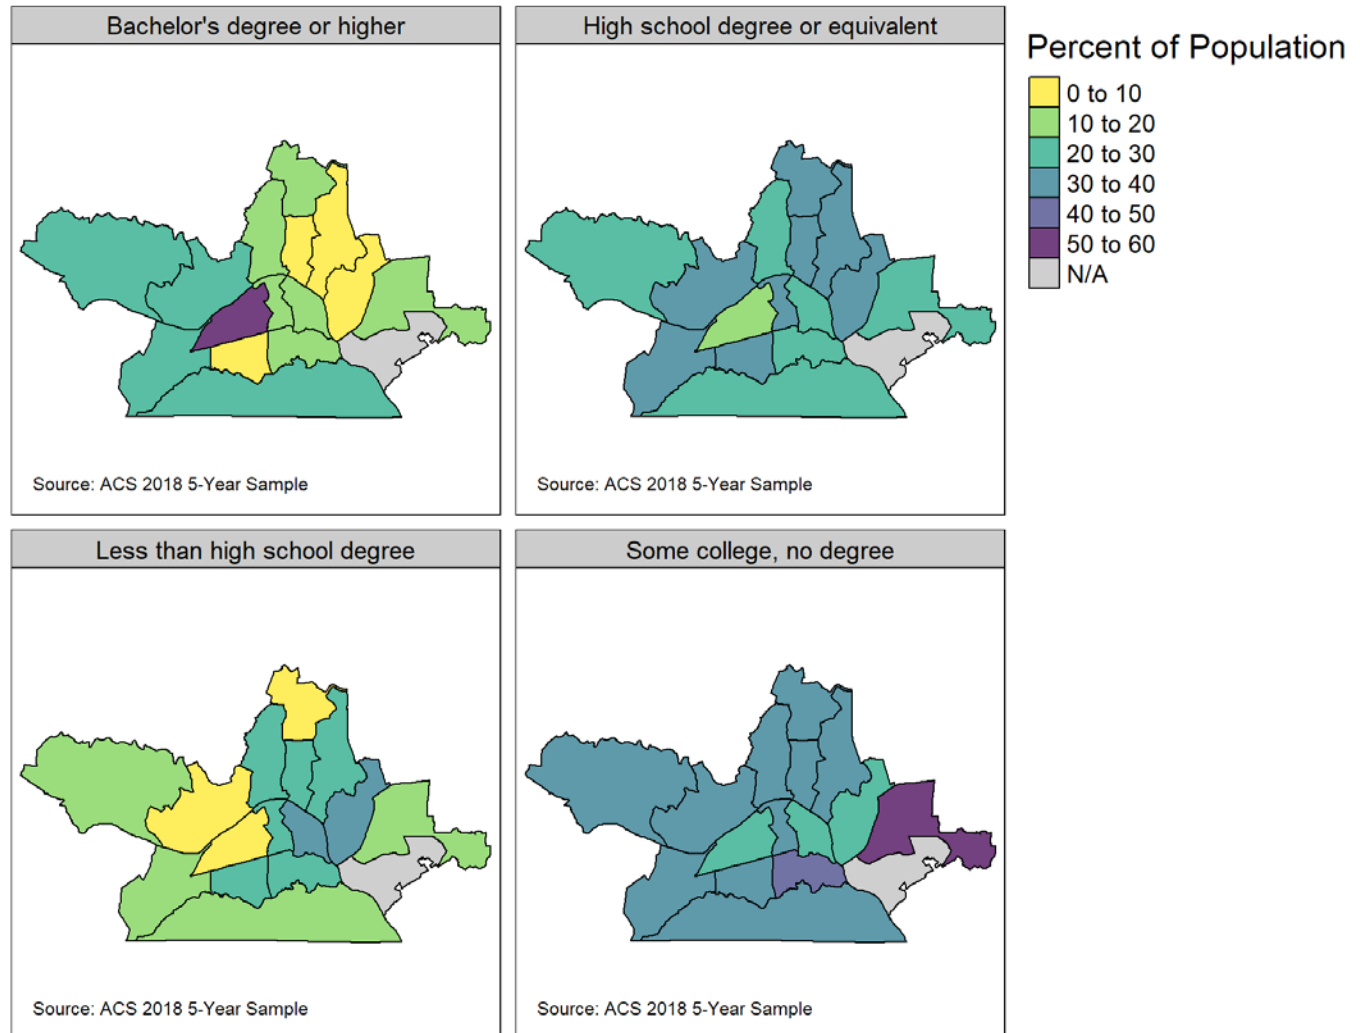 Bachelor's degree or higher
High school degree or equivalent
Percent of Population
0 to 10
10 to 20
20 to 30
30 to 40
40 to 50
50 to 60
N/A
Source: ACS 2018 5-Year Sample
Source: ACS 2018 5-Year Sample
Less than high school degree
Some college, no degree
Source: ACS 2018 5-Year Sample
Source: ACS 2018 5-Year Sample